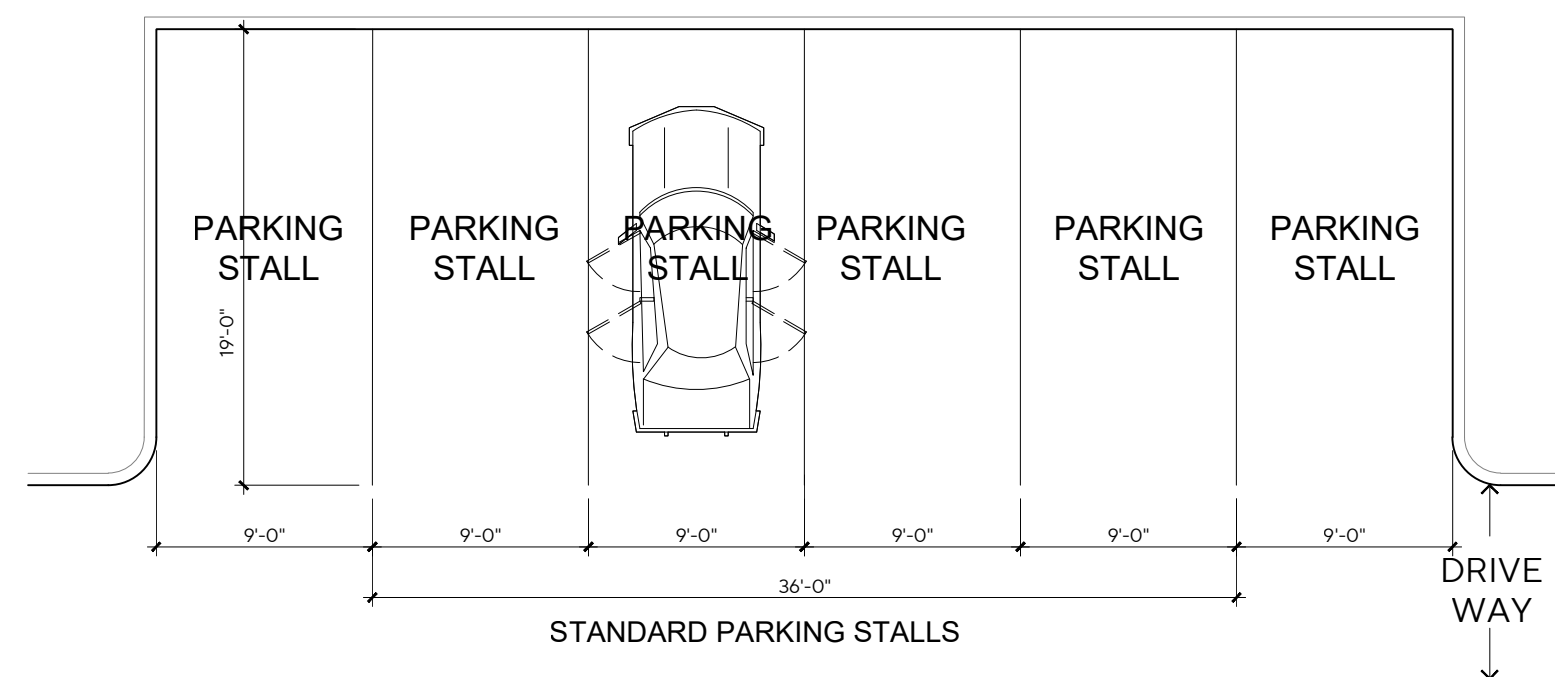 PARKING
STALL
PARKING
STALL
PARKING
STALL
PARKING
STALL
PARKING
STALL
PARKING
STALL
19'-0"
9'-0"
9'-0"
9'-0"
9'-0"
9'-0"
9'-0"
36'-0"
DRIVE
WAY
STANDARD PARKING STALLS